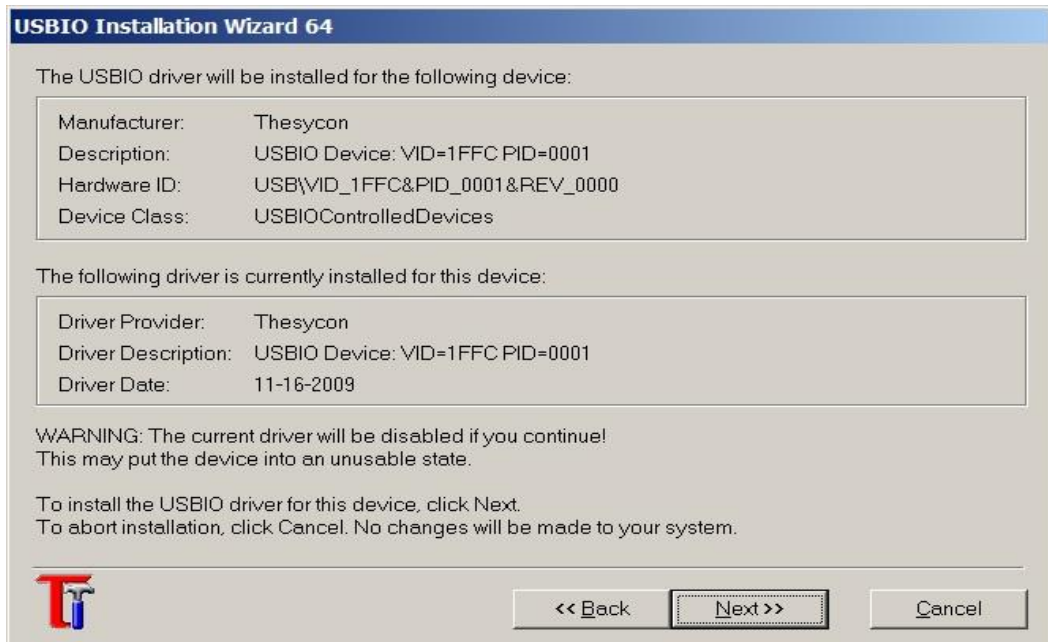 USBIO Installation Wizard 64
The USBIO driver will be installed for the following device:
Manufacturer: Thesycon
Description: USBIO Device: VID=1FFC PID=0001
Hardware ID: USB\VID_1FFC&PID_0001&REV_0000
Device Class: USBIOControlledDevices
The following driver is currently installed for this device:
Driver Provider: Thesycon
Driver Description: USBIO Device: VID=1FFC PID=0001
Driver Date: 11-16-2009
WARNING: The current driver will be disabled if you continue!
This may put the device into an unusable state.
To install the USBIO driver for this device, click Next.
To abort installation, click Cancel. No changes will be made to your system.
<< Back Next >> Cancel